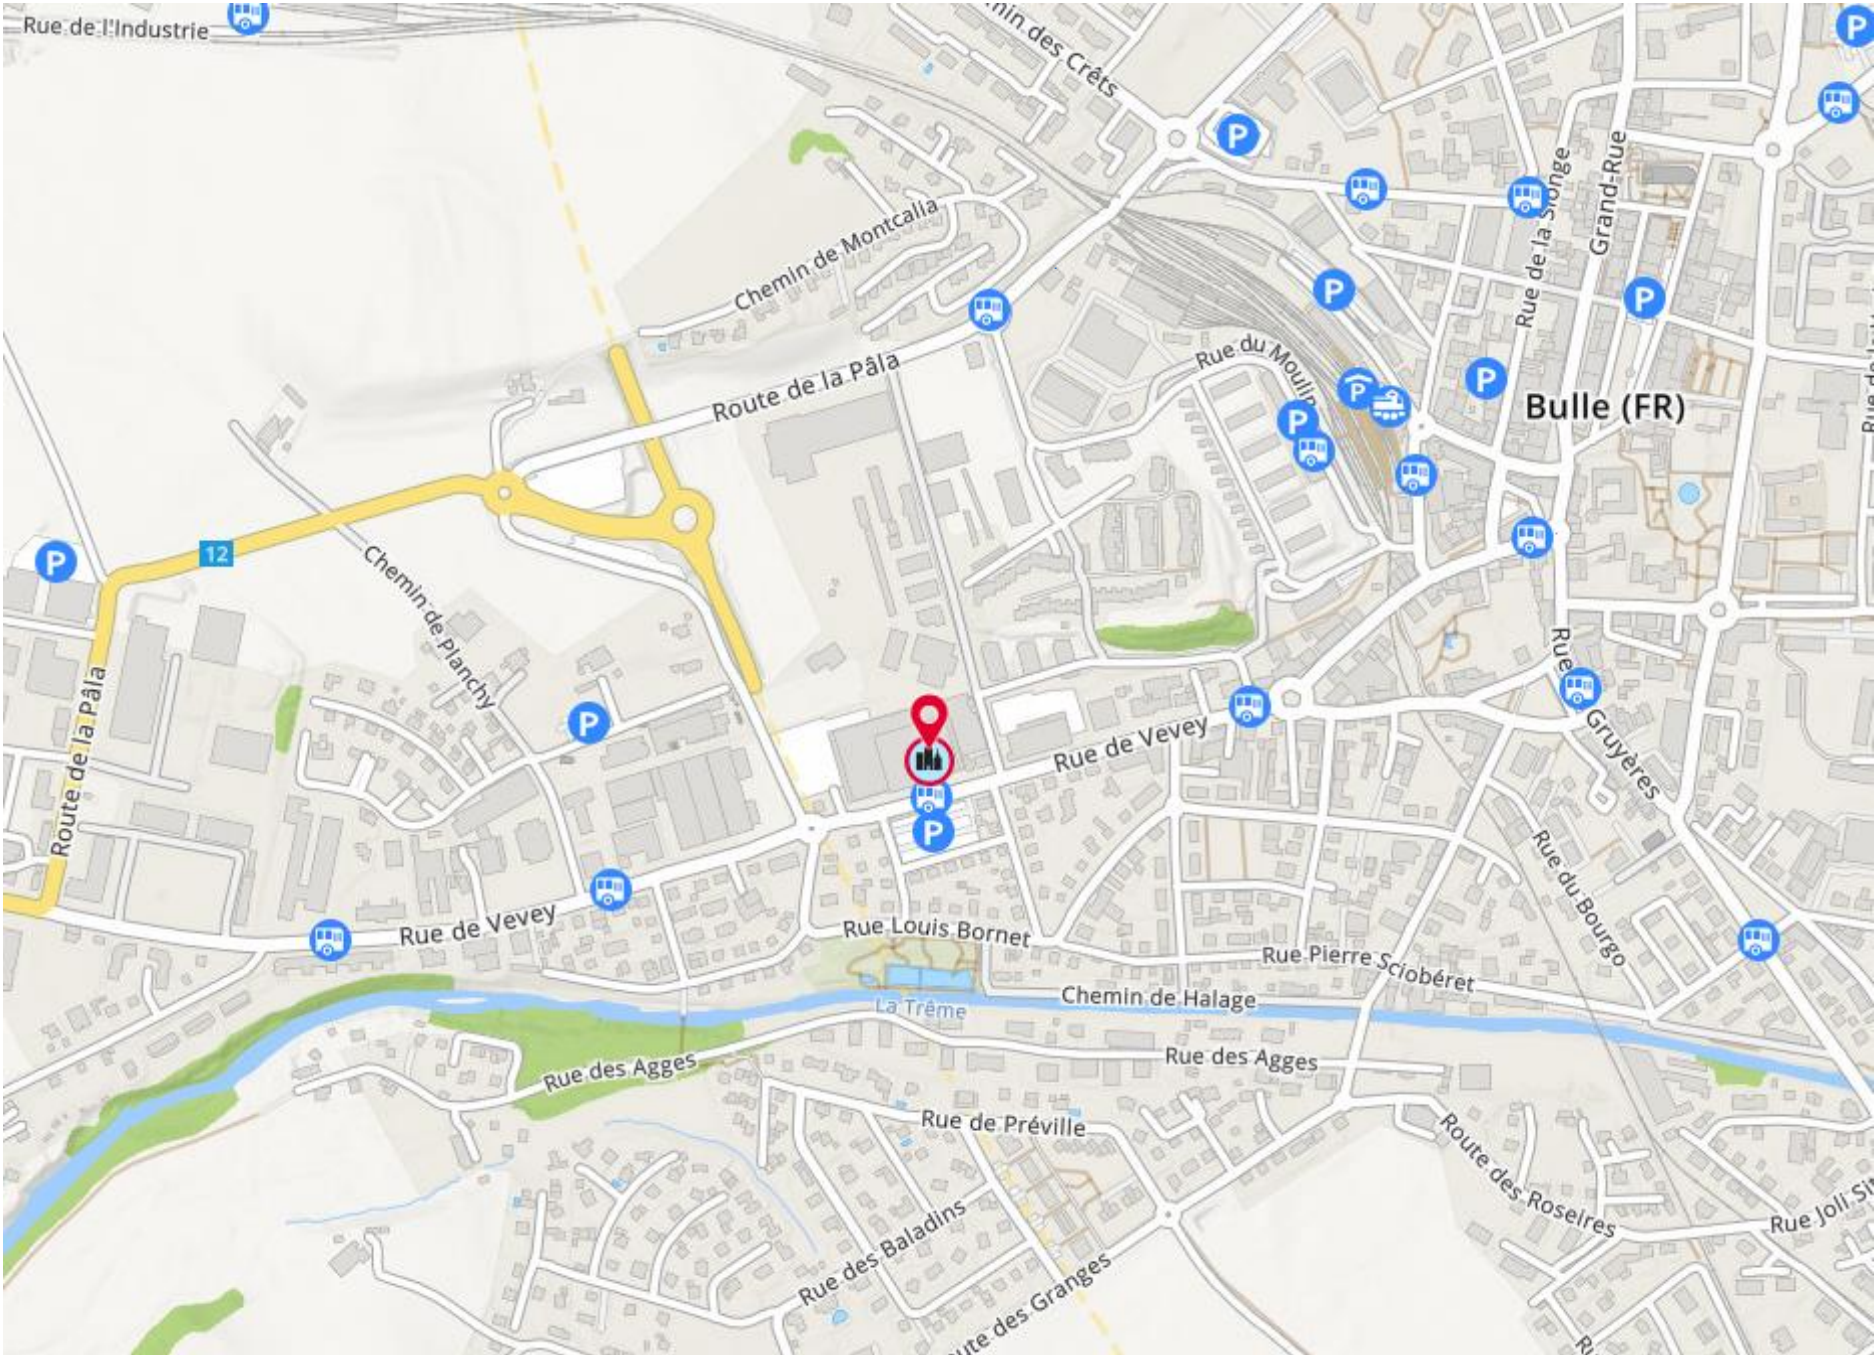 Rue de l'Industrie
min des Crêts
P
P
Rue de la Sionge
Grand-Rue
Chemin de Montcalia
P
P
Route de la Pâla
Rue du Moulin
P
P
P
Bulle (FR)
12
P
Chemin de Planchy
Rue
Gruyères
Route de la Pâla
P
Rue de Vevey
P
Rue du Bourgo
Rue de Vevey
Rue Louis Bornet
Rue Pierre Sciobéret
La Trême
Chemin de Halage
Rue des Agges
Rue des Agges
Rue de Préville
Route des Roseires
Rue Joli Si
Rue des Baladins
ute des Granges